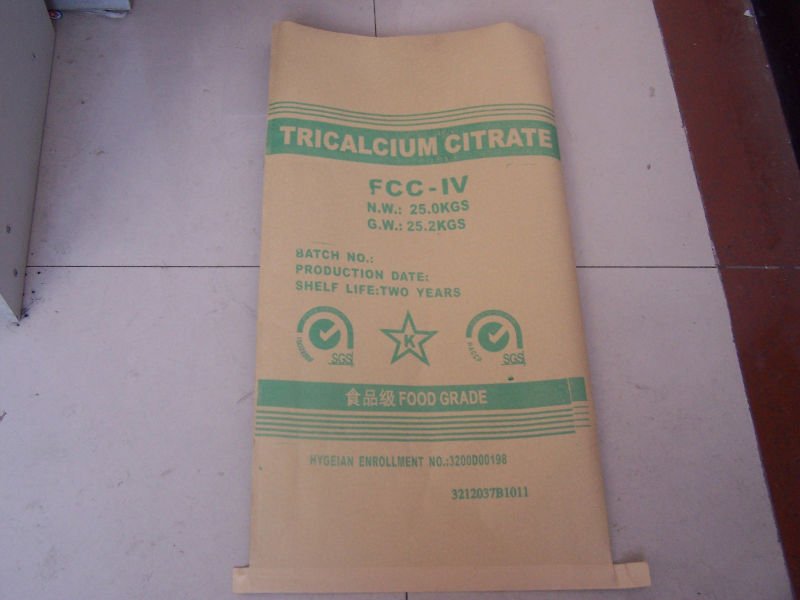 TRICALCIUM CITRATE
FCC-IV
N.W.: 25.0KGS
G.W.: 25.2KGS
BATCH NO.:
PRODUCTION DATE:
SHELF LIFE:TWO YEARS
SGS
K
HACCP
SGS
食品级 FOOD GRADE
HYGEIAN ENROLLMENT NO.:3200D00198
3212037B1011